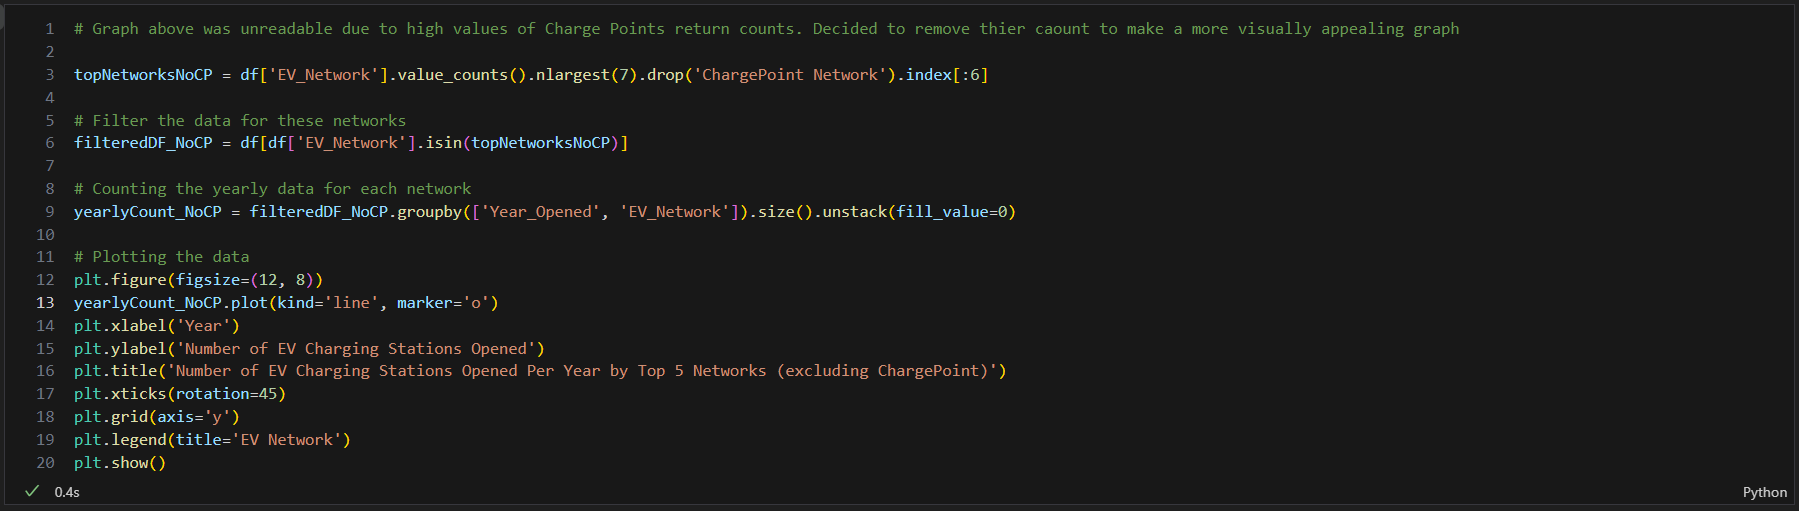 1 # Graph above was unreadable due to high values of Charge Points return counts. Decided to remove thier caount to make a more visually appealing graph
2
3 topNetworksNoCP = df['EV_Network'].value_counts().nlargest(7).drop('ChargePoint Network').index[:6]
4
5 # Filter the data for these networks
6 filteredDF_NoCP = df[df['EV_Network'].isin(topNetworksNoCP)]
7
8 # Counting the yearly data for each network
9 yearlyCount_NoCP = filteredDF_NoCP.groupby(['Year_Opened', 'EV_Network']).size().unstack(fill_value=0)
10
11 # Plotting the data
12 plt.figure(figsize=(12, 8))
13 yearlyCount_NoCP.plot(kind='line', marker='o')
14 plt.xlabel('Year')
15 plt.ylabel('Number of EV Charging Stations Opened')
16 plt.title('Number of EV Charging Stations Opened Per Year by Top 5 Networks (excluding ChargePoint)')
17 plt.xticks(rotation=45)
18 plt.grid(axis='y')
19 plt.legend(title='EV Network')
20 plt.show()
✓ 0.4s Python